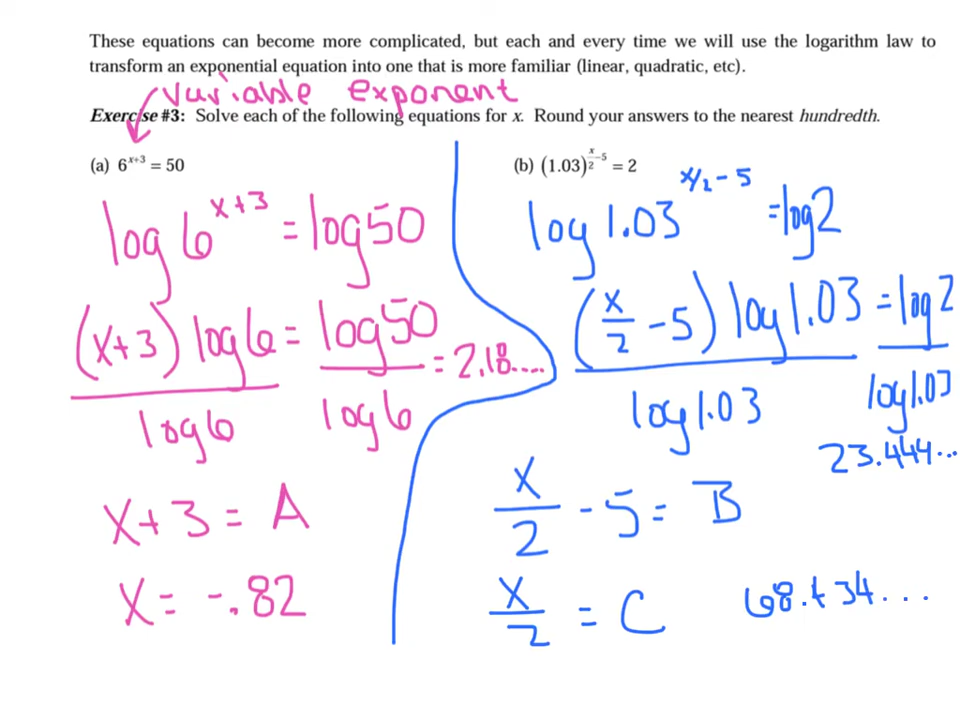 These equations can become more complicated, but each and every time we will use the logarithm law to
transform an exponential equation into one that is more familiar (linear, quadratic, etc).
variable exponent
Exercise #3: Solve each of the following equations for x. Round your answers to the nearest hundredth.
(a) 6^{x+3} = 50
log 6^{x+3} = log 50
(x+3) log 6 = log 50
log 6 log 6 = 2.18....
x+3 = A
x = -.82
(b) (1.03)^{x/2 - 5} = 2
log 1.03^{x/2 - 5} = log 2
(x/2 - 5) log 1.03 = log 2
log 1.03 log 1.03
23.444...
x/2 - 5 = B
x/2 = C